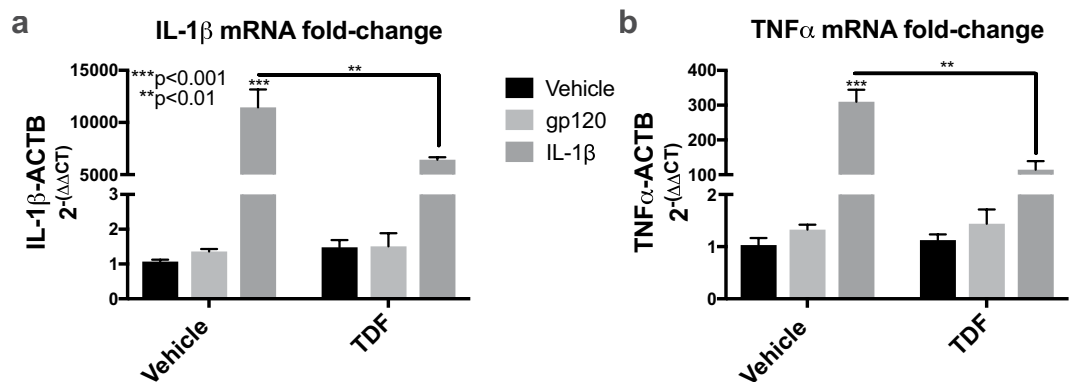 a
IL-1β mRNA fold-change
IL-1β-ACTB
2-(ΔΔCT)
15000
10000
5000
3
2
1
0
***p<0.001
**p<0.01
***
**
Vehicle
TDF
Vehicle
gp120
IL-1β
b
TNFα mRNA fold-change
TNFα-ACTB
2-(ΔΔCT)
400
300
200
100
2
1
0
***
**
Vehicle
TDF